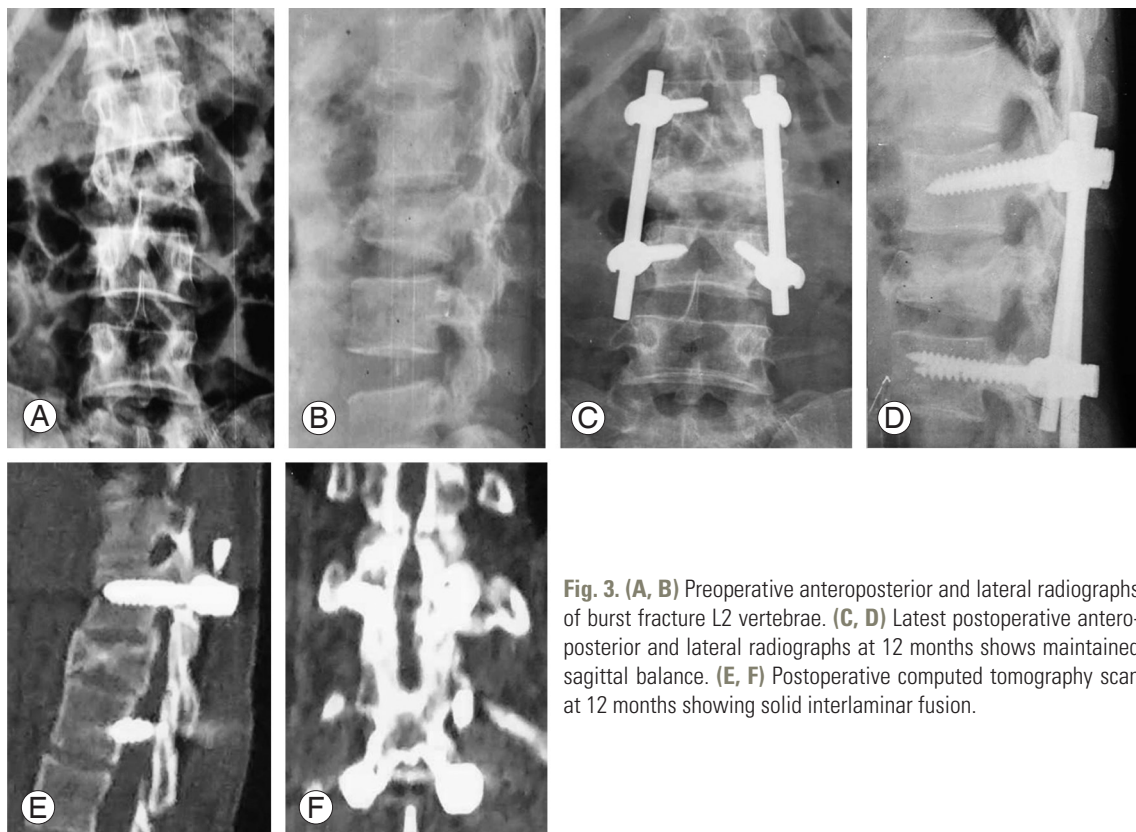 A
B
C
D
E
F
Fig. 3. (A, B) Preoperative anteroposterior and lateral radiographs
of burst fracture L2 vertebrae. (C, D) Latest postoperative antero-
posterior and lateral radiographs at 12 months shows maintained
sagittal balance. (E, F) Postoperative computed tomography scan
at 12 months showing solid interlaminar fusion.